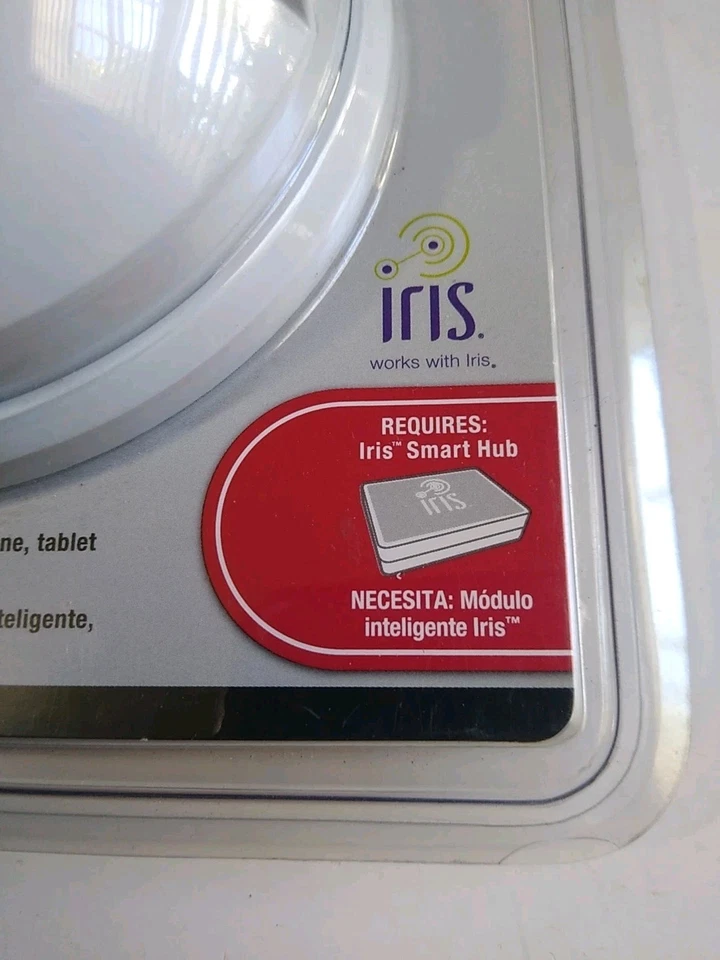 IRIS®
works with Iris®
REQUIRES:
Iris™ Smart Hub
IRIS
ne, tablet
NECESITA: Módulo
inteligente Iris™
teligente,